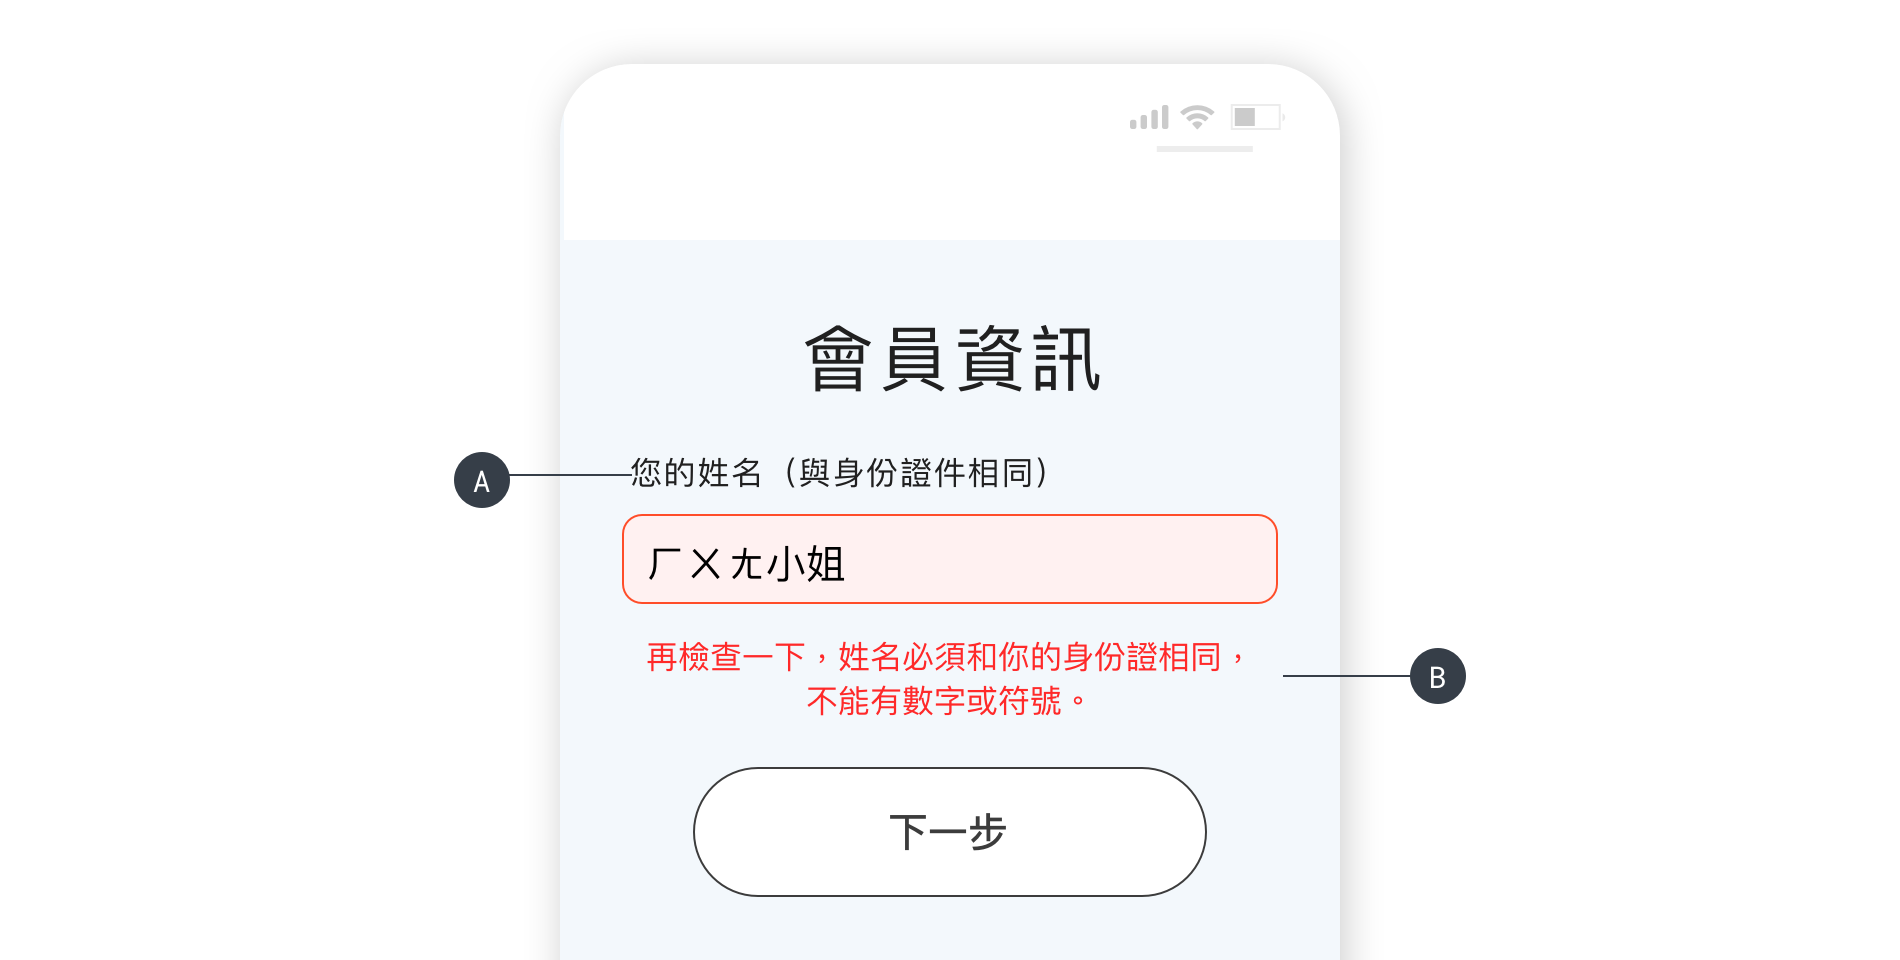 會員資訊
A
您的姓名（與身份證件相同）
ㄏㄨㄤ小姐
再檢查一下，姓名必須和你的身份證相同，
不能有數字或符號。
B
下一步